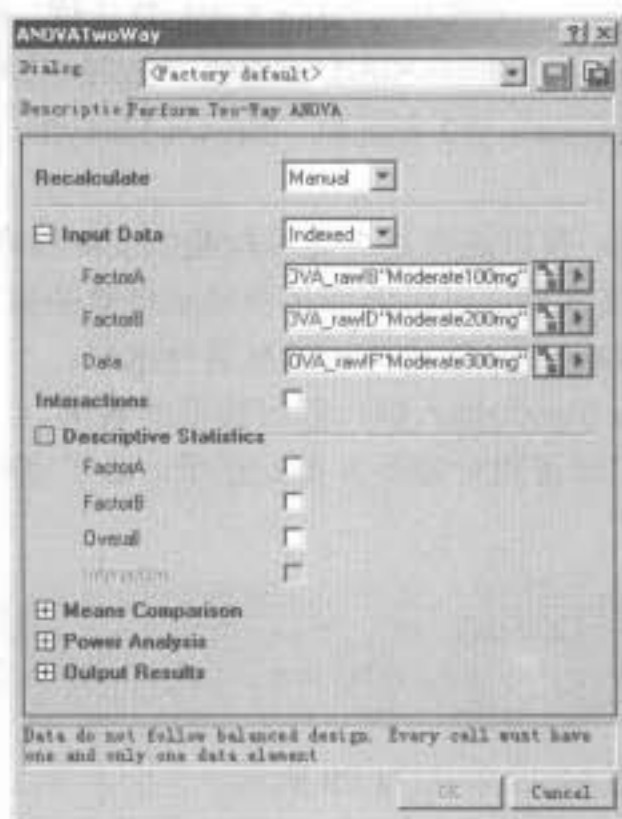 ANOVATwoWay
Dialog <Factory default>
Descriptio Perform Two-Way ANOVA
Recalculate Manual
Input Data Indexed
FactorA OVA_raw!B"Moderate100mg"
FactorB OVA_raw!D"Moderate200mg"
Data OVA_raw!F"Moderate300mg"
Interactions
Descriptive Statistics
FactorA
FactorB
Overall
Interaction
Means Comparison
Power Analysis
Output Results
Data do not follow balanced design. Every cell must have
one and only one data element
OK Cancel